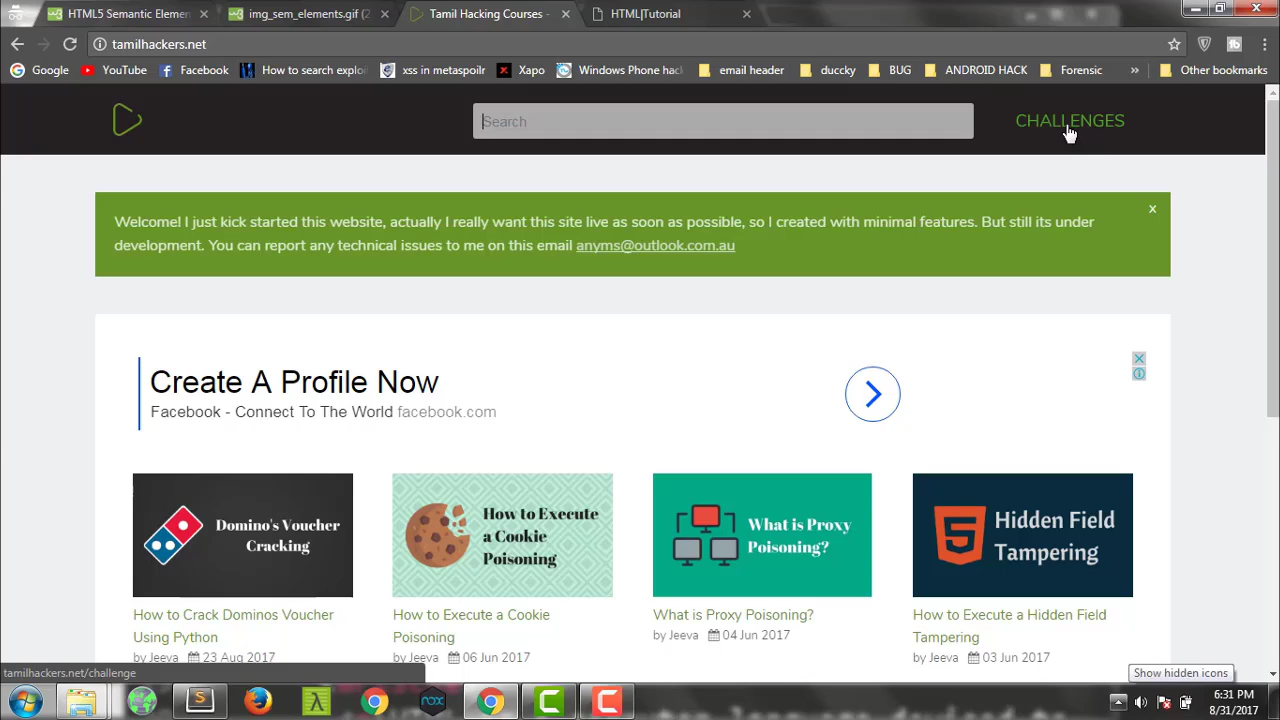 HTML5 Semantic Elemen
img_sem_elements.gif (
Tamil Hacking Courses -
HTML|Tutorial
tamilhackers.net
Google
YouTube
Facebook
How to search exploi
xss in metaspoir
Xapo
Windows Phone hac
email header
duccky
BUG
ANDROID HACK
Forensic
»
Other bookmarks
Search
CHALLENGES
Welcome! I just kick started this website, actually I really want this site live as soon as possible, so I created with minimal features. But still its under
development. You can report any technical issues to me on this email anyms@outlook.com.au
x
Create A Profile Now
Facebook - Connect To The World facebook.com
Domino's Voucher
Cracking
How to Execute
a Cookie
Poisoning
What is Proxy
Poisoning?
Hidden Field
Tampering
How to Crack Dominos Voucher
Using Python
by Jeeva 23 Aug 2017
How to Execute a Cookie
Poisoning
by Jeeva 06 Jun 2017
What is Proxy Poisoning?
by Jeeva 04 Jun 2017
How to Execute a Hidden Field
Tampering
by Jeeva 03 Jun 2017
tamilhackers.net/challenge
Show hidden icons
nox
6:31 PM
8/31/2017